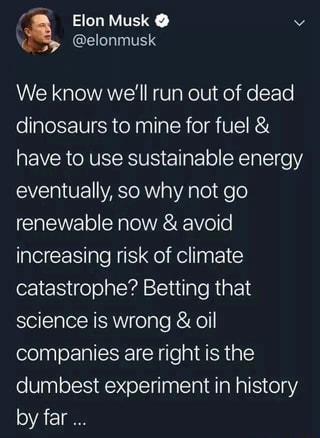 Elon Musk
@elonmusk
We know we'll run out of dead
dinosaurs to mine for fuel &
have to use sustainable energy
eventually, so why not go
renewable now & avoid
increasing risk of climate
catastrophe? Betting that
science is wrong & oil
companies are right is the
dumbest experiment in history
by far ...